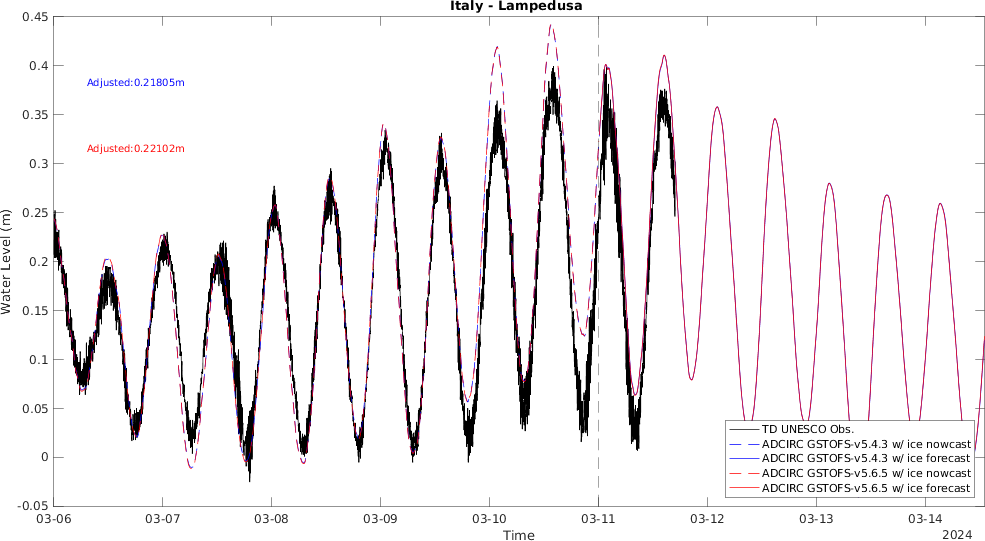 Italy - Lampedusa
0.45
0.4
0.35
0.3
0.25
0.2
0.15
0.1
0.05
0
-0.05
Water Level (m)
Adjusted:0.21805m
Adjusted:0.22102m
TD UNESCO Obs.
ADCIRC GSTOFS-v5.4.3 w/ ice nowcast
ADCIRC GSTOFS-v5.4.3 w/ ice forecast
ADCIRC GSTOFS-v5.6.5 w/ ice nowcast
ADCIRC GSTOFS-v5.6.5 w/ ice forecast
03-06 03-07 03-08 03-09 03-10 03-11 03-12 03-13 03-14
Time
2024